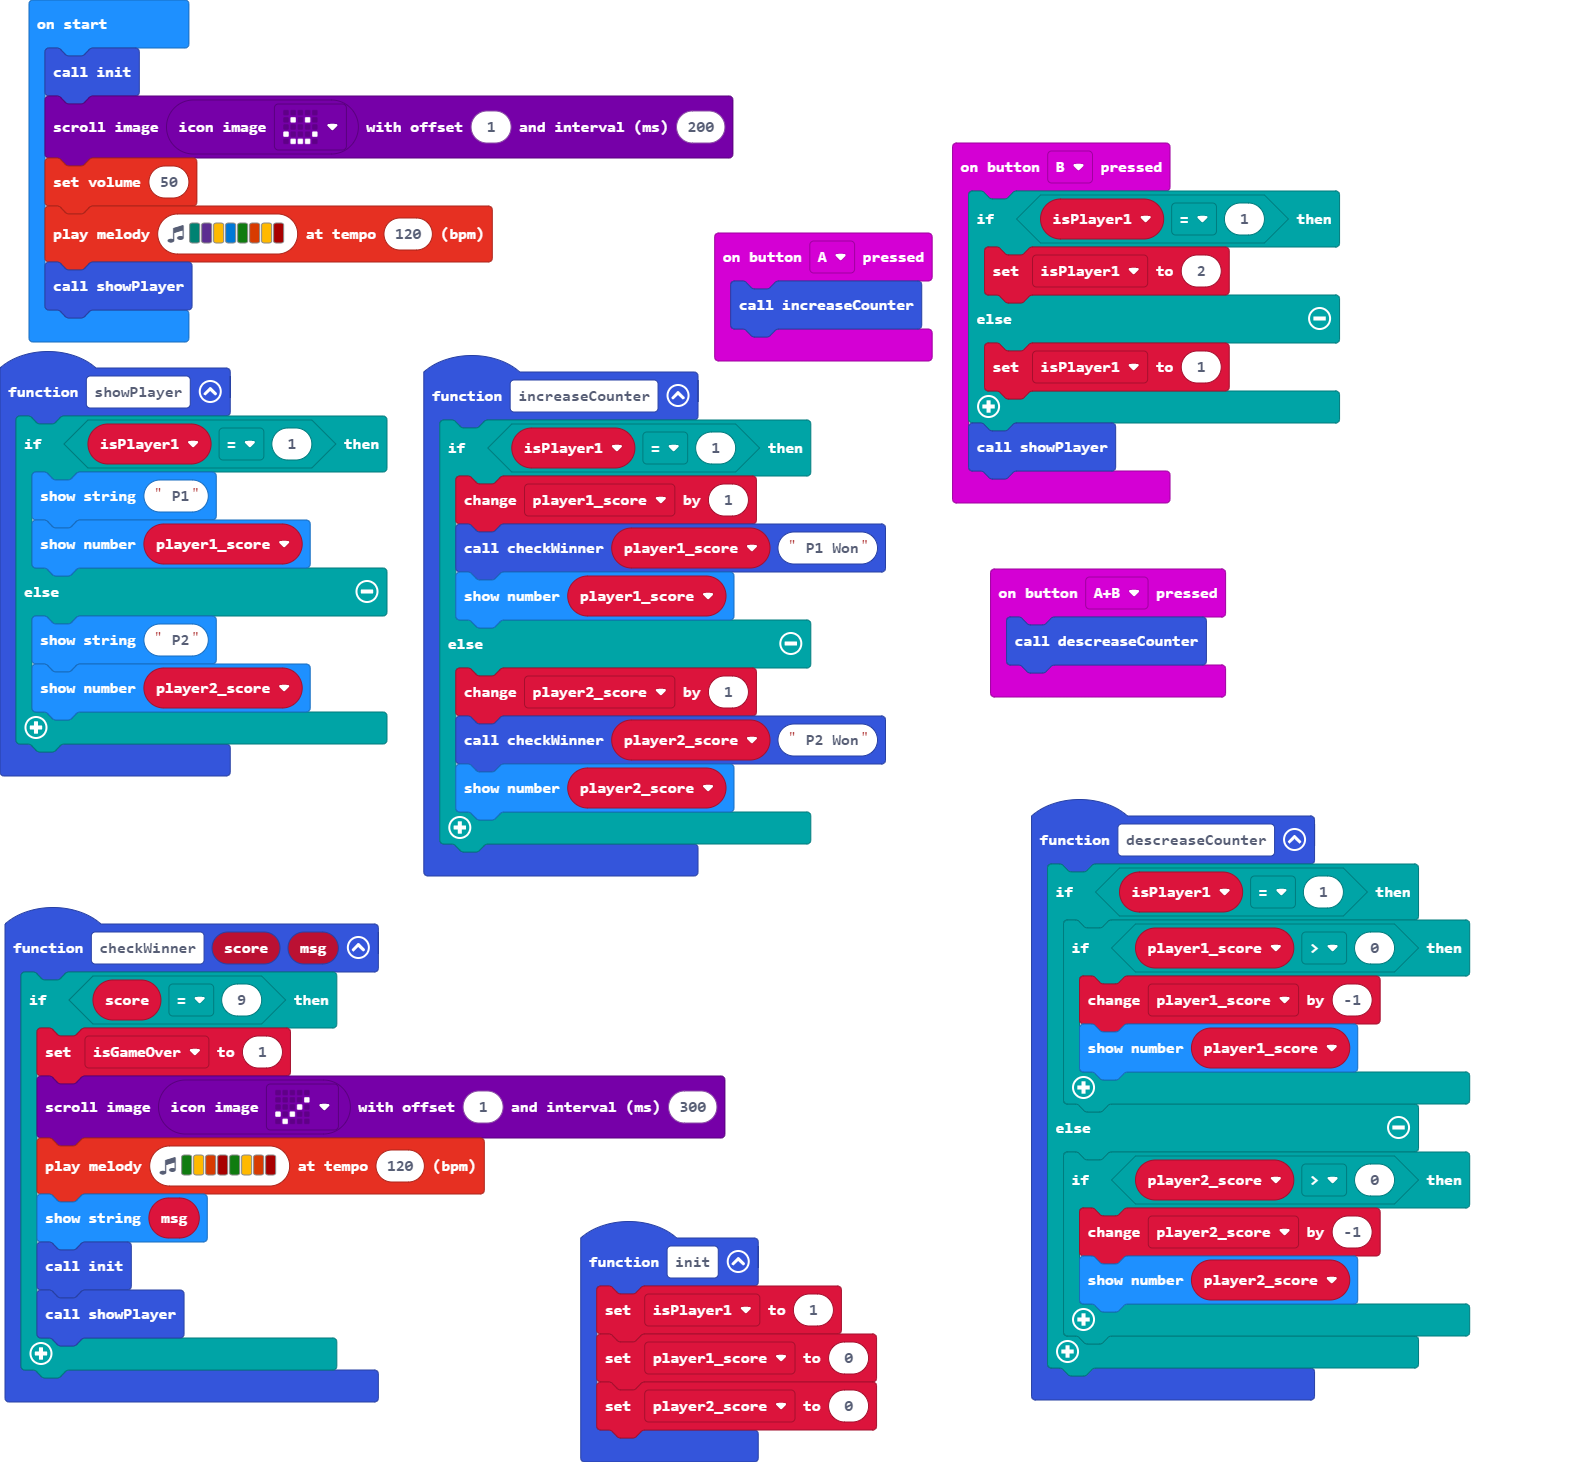 on start
call init
scroll image icon image with offset 1 and interval (ms) 200
set volume 50
play melody at tempo 120 (bpm)
call showPlayer
on button A pressed
call increaseCounter
on button B pressed
if isPlayer1 = 1 then
set isPlayer1 to 2
else
set isPlayer1 to 1
call showPlayer
function showPlayer
if isPlayer1 = 1 then
show string " P1"
show number player1_score
else
show string " P2"
show number player2_score
function increaseCounter
if isPlayer1 = 1 then
change player1_score by 1
call checkWinner player1_score " P1 Won"
show number player1_score
else
change player2_score by 1
call checkWinner player2_score " P2 Won"
show number player2_score
on button A+B pressed
call descreaseCounter
function descreaseCounter
if isPlayer1 = 1 then
if player1_score > 0 then
change player1_score by -1
show number player1_score
else
if player2_score > 0 then
change player2_score by -1
show number player2_score
function checkWinner score msg
if score = 9 then
set isGameOver to 1
scroll image icon image with offset 1 and interval (ms) 300
play melody at tempo 120 (bpm)
show string msg
call init
call showPlayer
function init
set isPlayer1 to 1
set player1_score to 0
set player2_score to 0